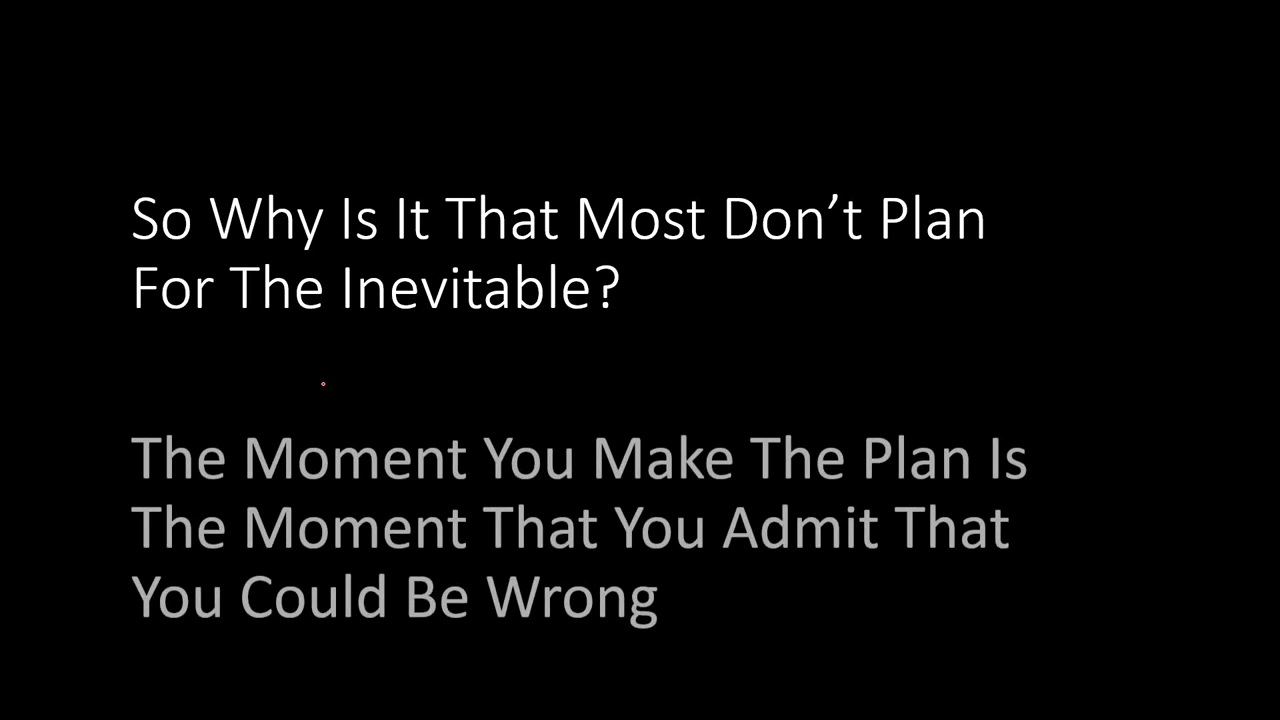 So Why Is It That Most Don’t Plan
For The Inevitable?
The Moment You Make The Plan Is
The Moment That You Admit That
You Could Be Wrong